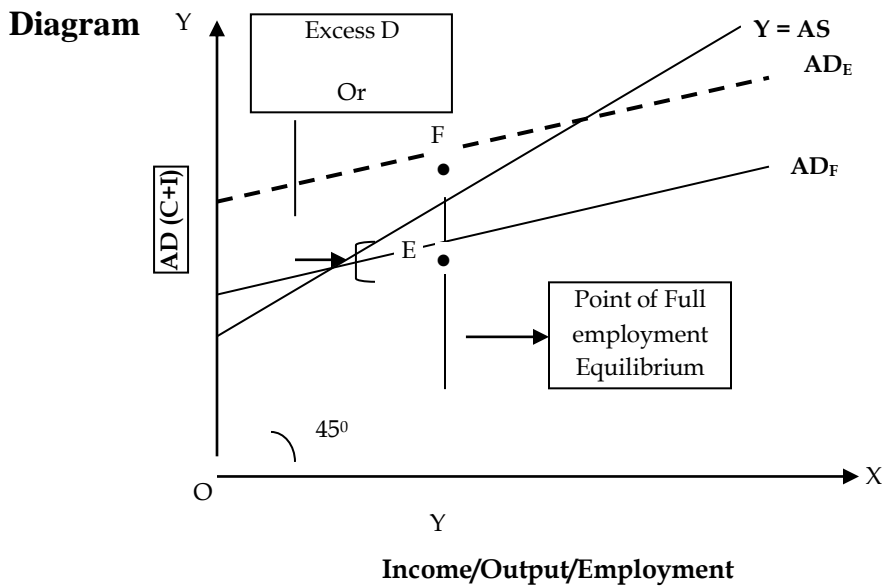 Diagram
Y
Excess D
Or
Y = AS
AD_E
F
AD_F
AD (C+I)
E
Point of Full
employment
Equilibrium
45⁰
O
X
Y
Income/Output/Employment